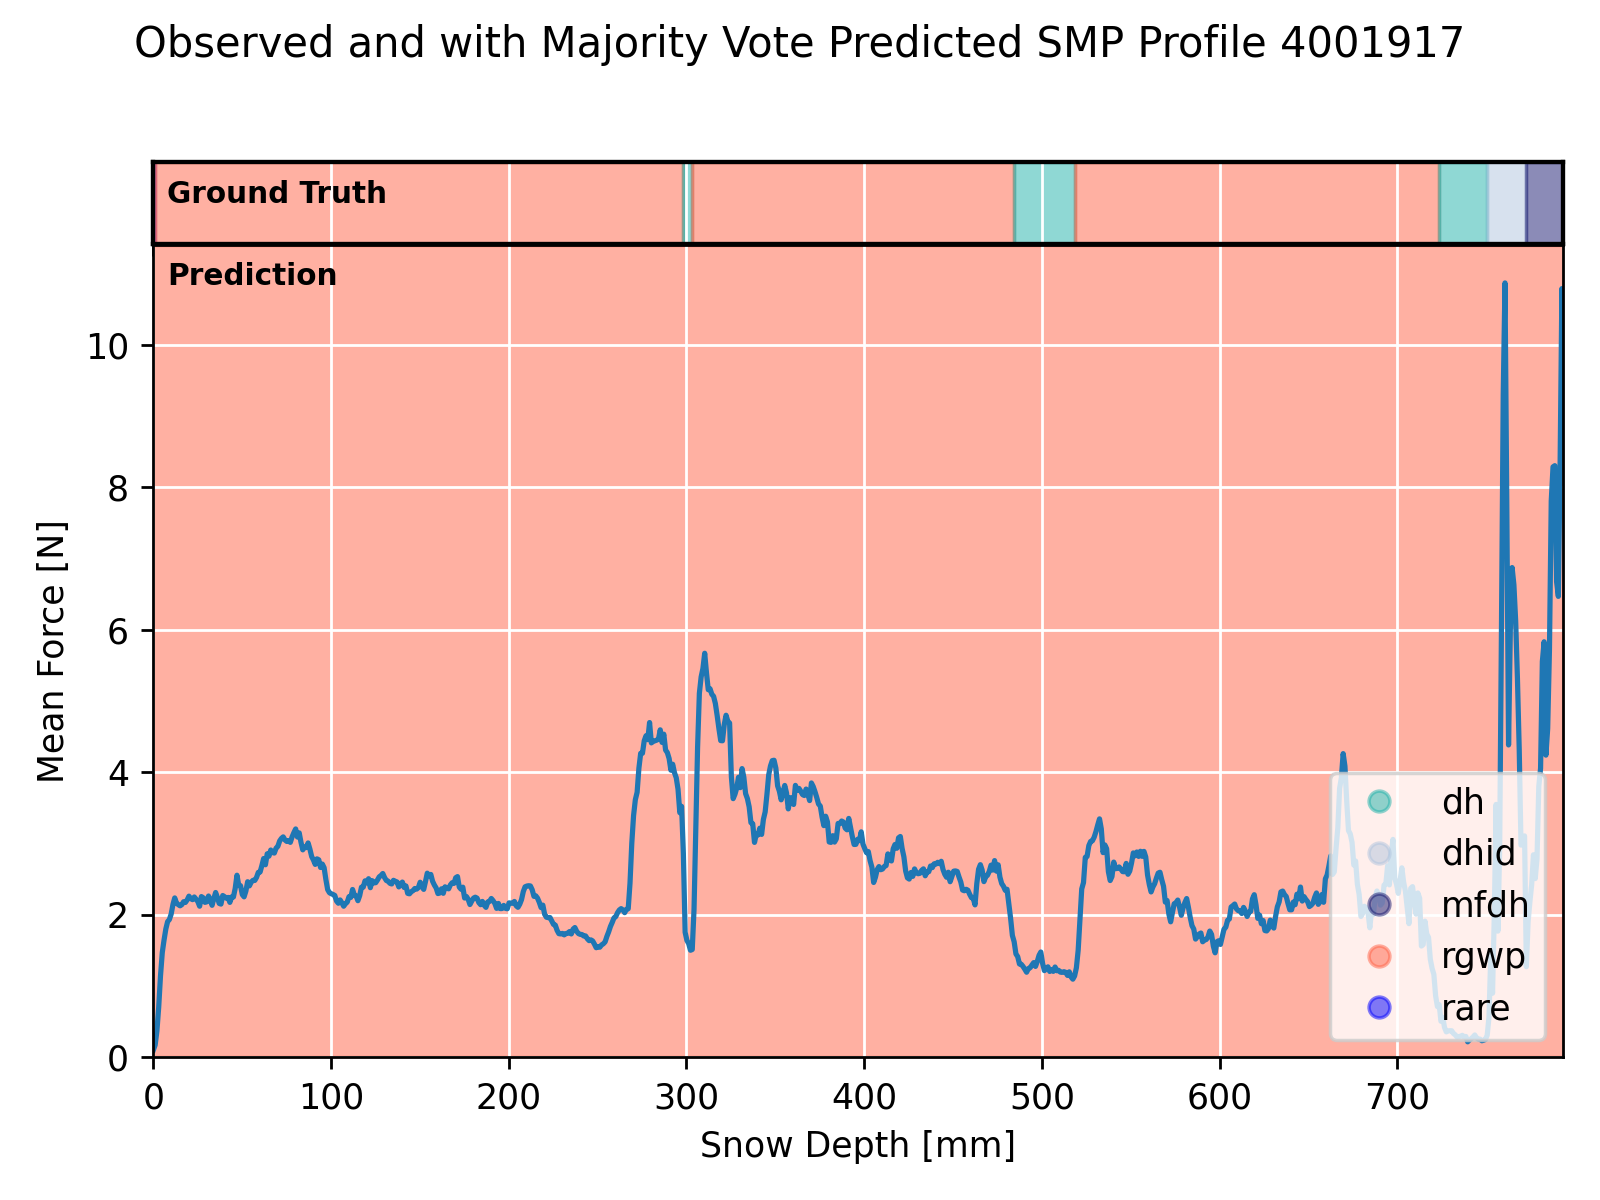 Observed and with Majority Vote Predicted SMP Profile 4001917
Ground Truth
Prediction
10
8
6
4
2
0
Mean Force [N]
dh
dhid
mfdh
rgwp
rare
0 100 200 300 400 500 600 700
Snow Depth [mm]